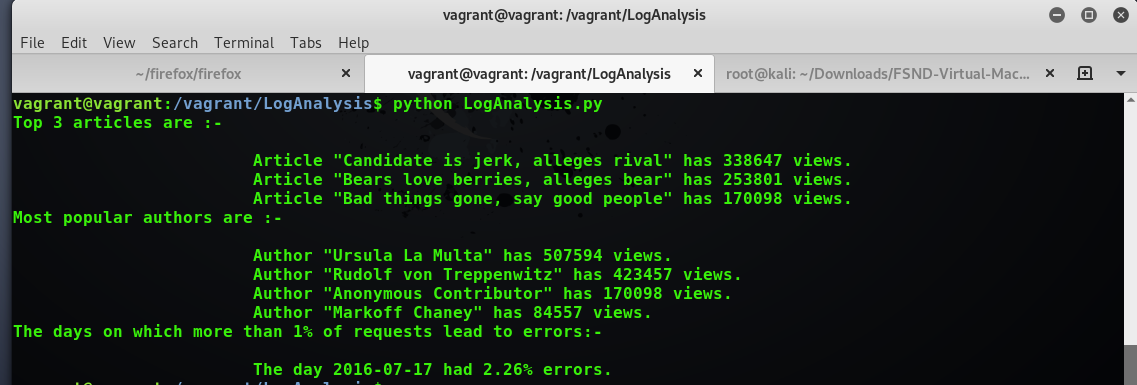 vagrant@vagrant: /vagrant/LogAnalysis
File Edit View Search Terminal Tabs Help
~/firefox/firefox × vagrant@vagrant: /vagrant/LogAnalysis × root@kali: ~/Downloads/FSND-Virtual-Mac... ×
vagrant@vagrant:/vagrant/LogAnalysis$ python LogAnalysis.py
Top 3 articles are :-
Article "Candidate is jerk, alleges rival" has 338647 views.
Article "Bears love berries, alleges bear" has 253801 views.
Article "Bad things gone, say good people" has 170098 views.
Most popular authors are :-
Author "Ursula La Multa" has 507594 views.
Author "Rudolf von Treppenwitz" has 423457 views.
Author "Anonymous Contributor" has 170098 views.
Author "Markoff Chaney" has 84557 views.
The days on which more than 1% of requests lead to errors:-
The day 2016-07-17 had 2.26% errors.